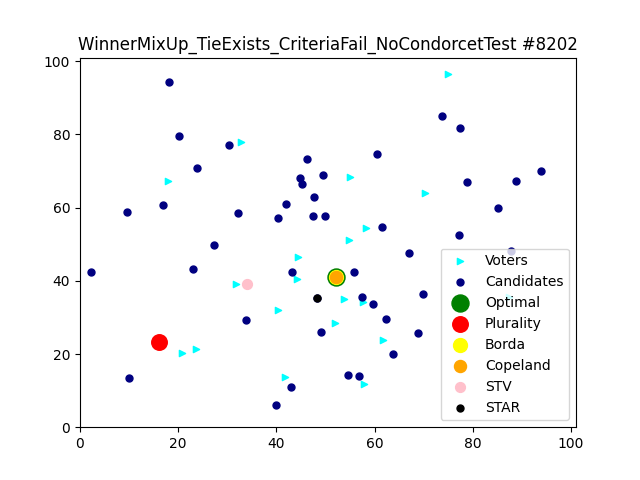 WinnerMixUp_TieExists_CriteriaFail_NoCondorcetTest #8202
100
80
60
40
20
0
0 20 40 60 80 100
Voters
Candidates
Optimal
Plurality
Borda
Copeland
STV
STAR